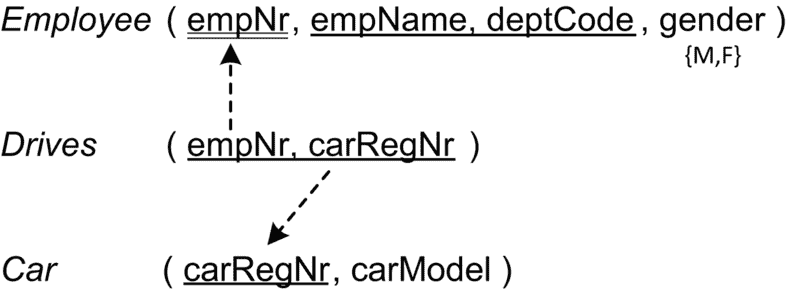 Employee ( empNr, empName, deptCode , gender )
{M,F}
Drives ( empNr, carRegNr )
Car ( carRegNr, carModel )